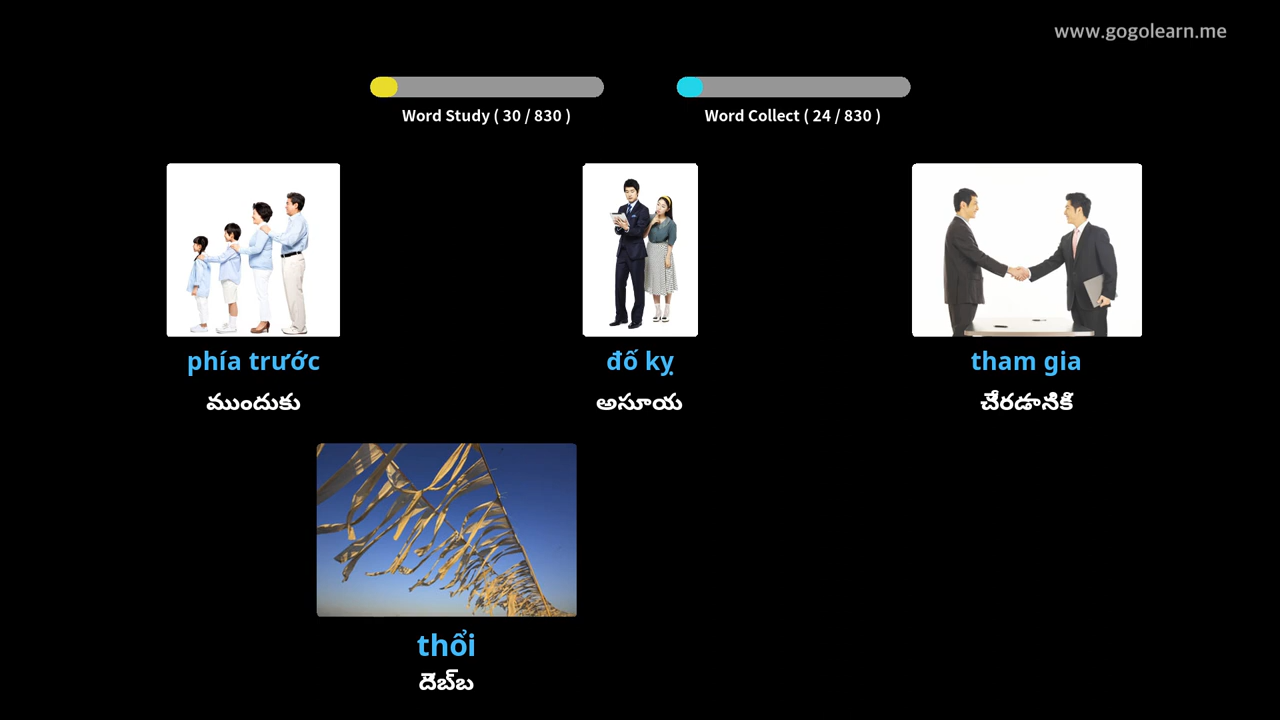 www.gogolearn.me
Word Study ( 30 / 830 )
Word Collect ( 24 / 830 )
phía trước
ముందుకు
đố kỵ
అసూయ
tham gia
చేరడానికి
thổi
దెబ్బ